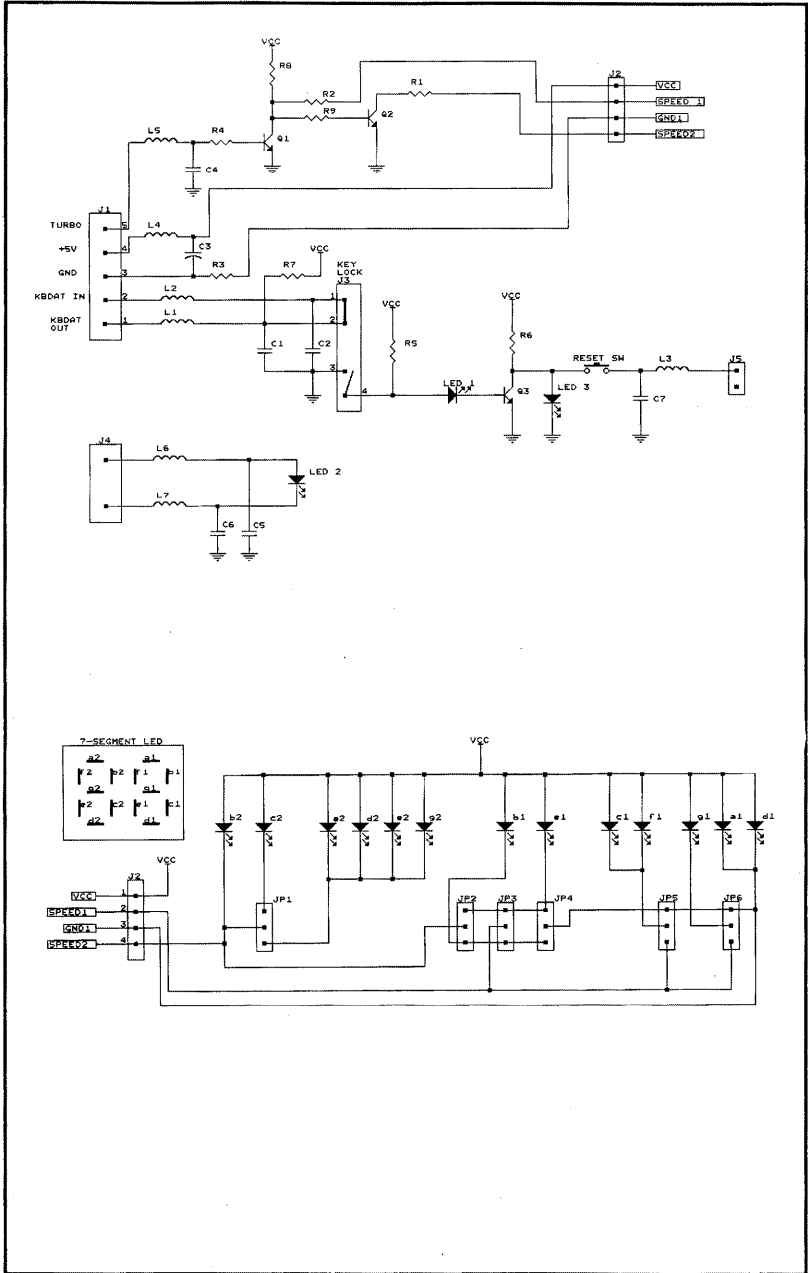 VCC
R8
J2
R2
R1
VCC
SPEED 1
R9
Q2
GND1
L5
R4
Q1
SPEED2
C4
J1
TURBO
5
L4
+5V
4
C3
VCC
GND
3
R3
R7
KEY
LOCK
J3
KBDAT IN
2
L2
1
VCC
VCC
KBDAT
OUT
1
L1
2
R5
R6
C1
C2
RESET SW
L3
J5
3
4
LED 1
Q3
LED 3
C7
J4
L6
LED 2
L7
C6
C5
7-SEGMENT LED
a2 a1
f2 b2 f1 b1
g2 g1
e2 c2 e1 c1
d2 d1
VCC
b2 c2 a2 d2 e2 g2 b1 e1 c1 f1 g1 a1 d1
VCC
J2
VCC 1
SPEED1 2
GND1 3
SPEED2 4
JP1 JP2 JP3 JP4 JP5 JP6